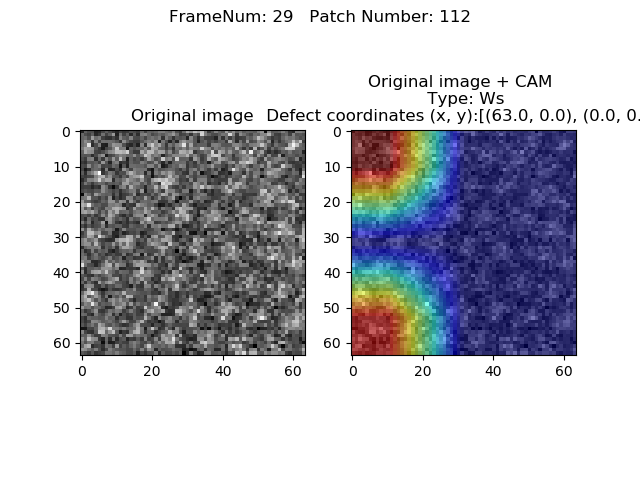 FrameNum: 29   Patch Number: 112
Original image + CAM
Type: Ws
Original image
Defect coordinates (x, y):[(63.0, 0.0), (0.0, 0.
0
10
20
30
40
50
60
0 20 40 60
0
10
20
30
40
50
60
0 20 40 60